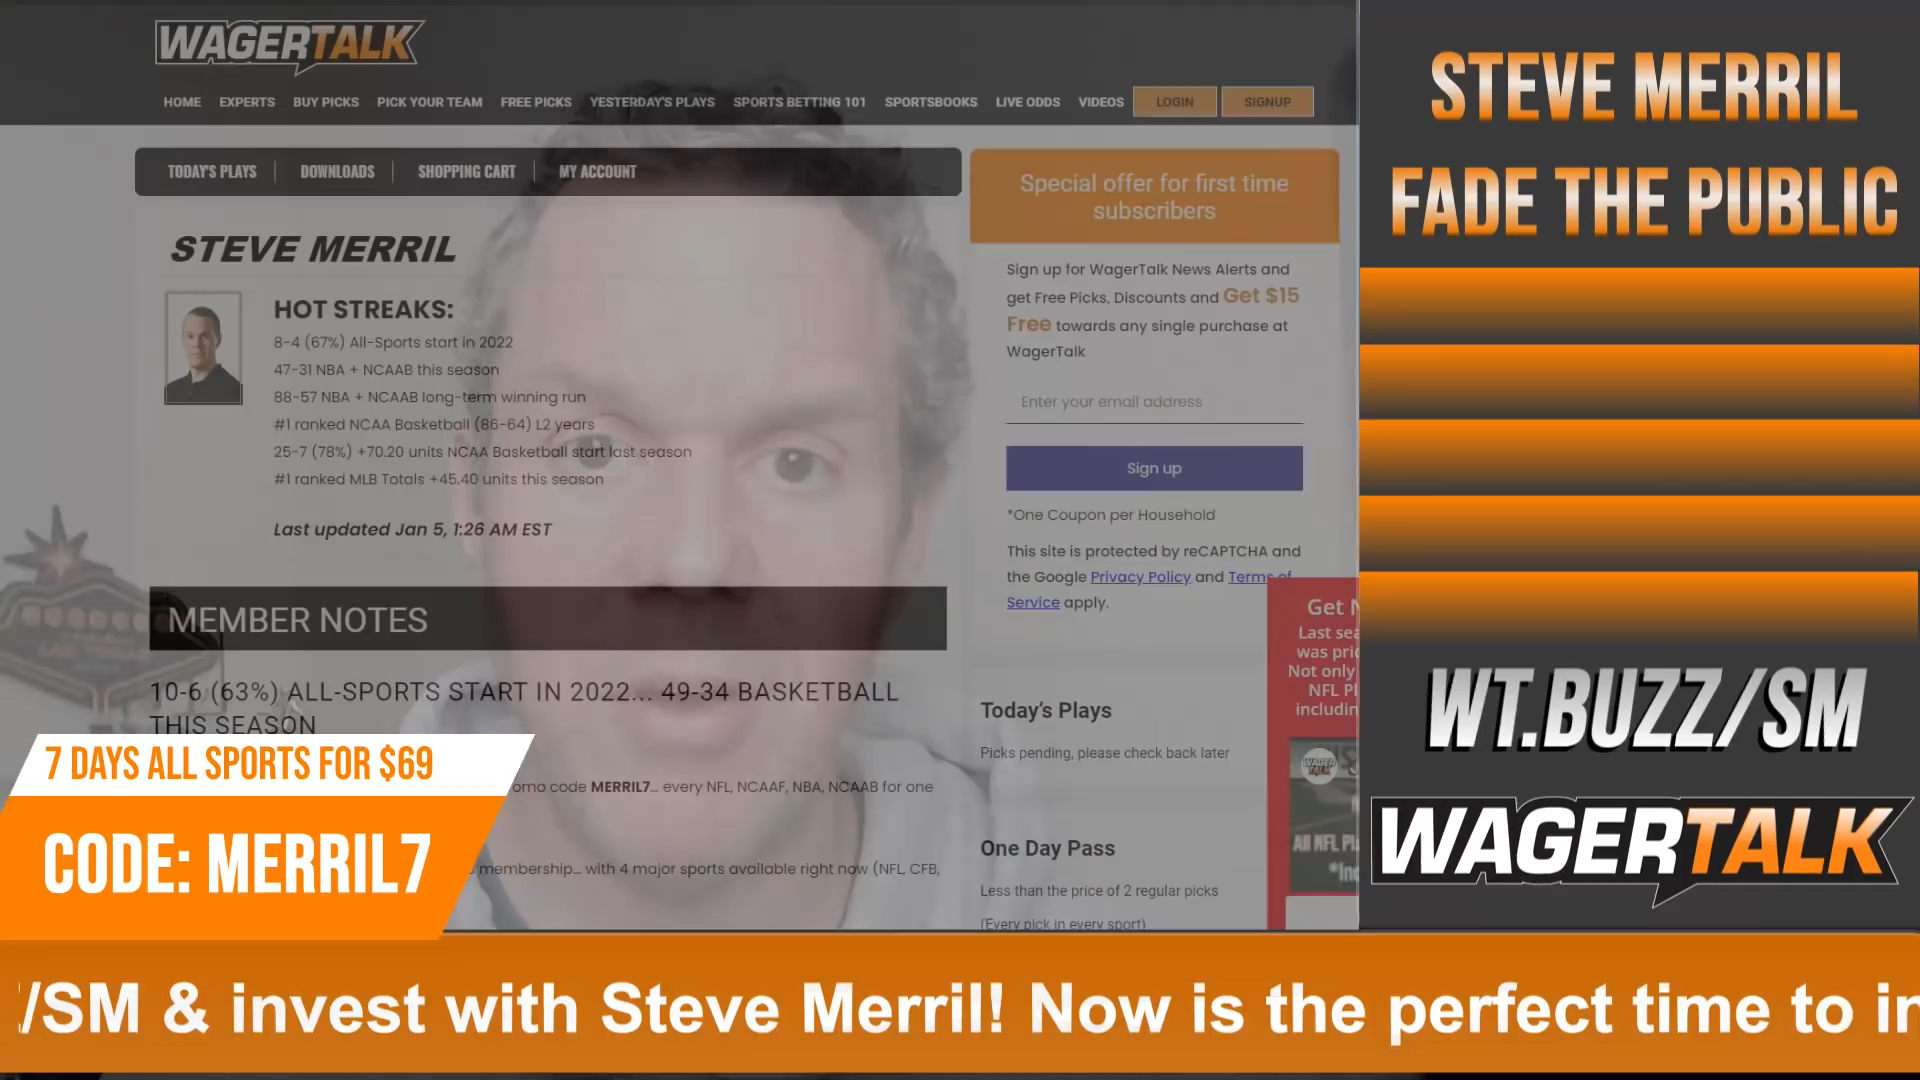 WAGERTALK
HOME EXPERTS BUY PICKS PICK YOUR TEAM FREE PICKS YESTERDAY'S PLAYS SPORTS BETTING 101 SPORTSBOOKS LIVE ODDS VIDEOS LOGIN SIGNUP
TODAY'S PLAYS DOWNLOADS SHOPPING CART MY ACCOUNT
STEVE MERRIL
HOT STREAKS:
8-4 (67%) All-Sports start in 2022
47-31 NBA + NCAAB this season
88-57 NBA + NCAAB long-term winning run
#1 ranked NCAA Basketball (86-64) L2 years
25-7 (78%) +70.20 units NCAA Basketball start last season
#1 ranked MLB Totals +45.40 units this season
Last updated Jan 5, 1:26 AM EST
MEMBER NOTES
10-6 (63%) ALL-SPORTS START IN 2022... 49-34 BASKETBALL
THIS SEASON
code MERRIL7... every NFL, NCAAF, NBA, NCAAB for one
membership... with 4 major sports available right now (NFL, CFB,
Special offer for first time
subscribers
Sign up for WagerTalk News Alerts and
get Free Picks, Discounts and Get $15
Free towards any single purchase at
WagerTalk
Enter your email address
Sign up
*One Coupon per Household
This site is protected by reCAPTCHA and
the Google Privacy Policy and Terms of
Service apply.
Today's Plays
Picks pending, please check back later
One Day Pass
Less than the price of 2 regular picks
(Every pick in every sport)
Get
Last
was
Not only
NFL
WAGER
TALK
All NFL
7 DAYS ALL SPORTS FOR $69
CODE: MERRIL7
STEVE MERRIL
FADE THE PUBLIC
WT.BUZZ/SM
WAGERTALK
/SM & invest with Steve Merril! Now is the perfect time to